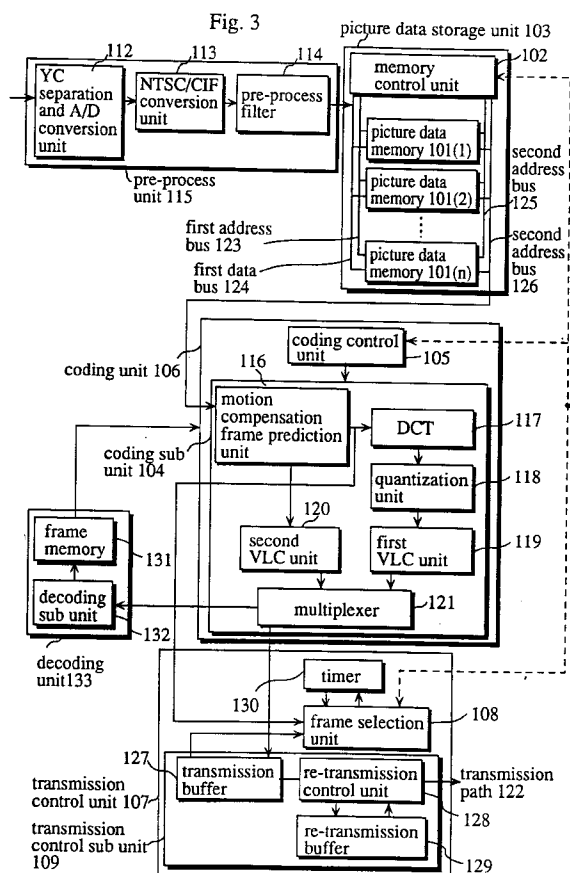 Fig. 3
picture data storage unit 103
112
113
114
102
YC
separation
and A/D
conversion
unit
NTSC/CIF
conversion
unit
pre-process
filter
memory
control unit
pre-process
unit 115
picture data
memory 101(1)
picture data
memory 101(2)
picture data
memory 101(n)
second
address
bus
125
second
address
bus
126
first address
bus 123
first data
bus 124
coding control
unit
105
coding unit 106
116
motion
compensation
frame prediction
unit
117
DCT
coding sub
unit 104
quantization
unit
118
120
second
VLC unit
first
VLC unit
119
frame
memory
131
multiplexer
121
decoding
sub unit
132
decoding
unit133
timer
130
frame selection
unit
108
127
transmission
buffer
re-transmission
control unit
128
transmission
path 122
transmission
control unit 107
re-transmission
buffer
129
transmission
control sub unit
109